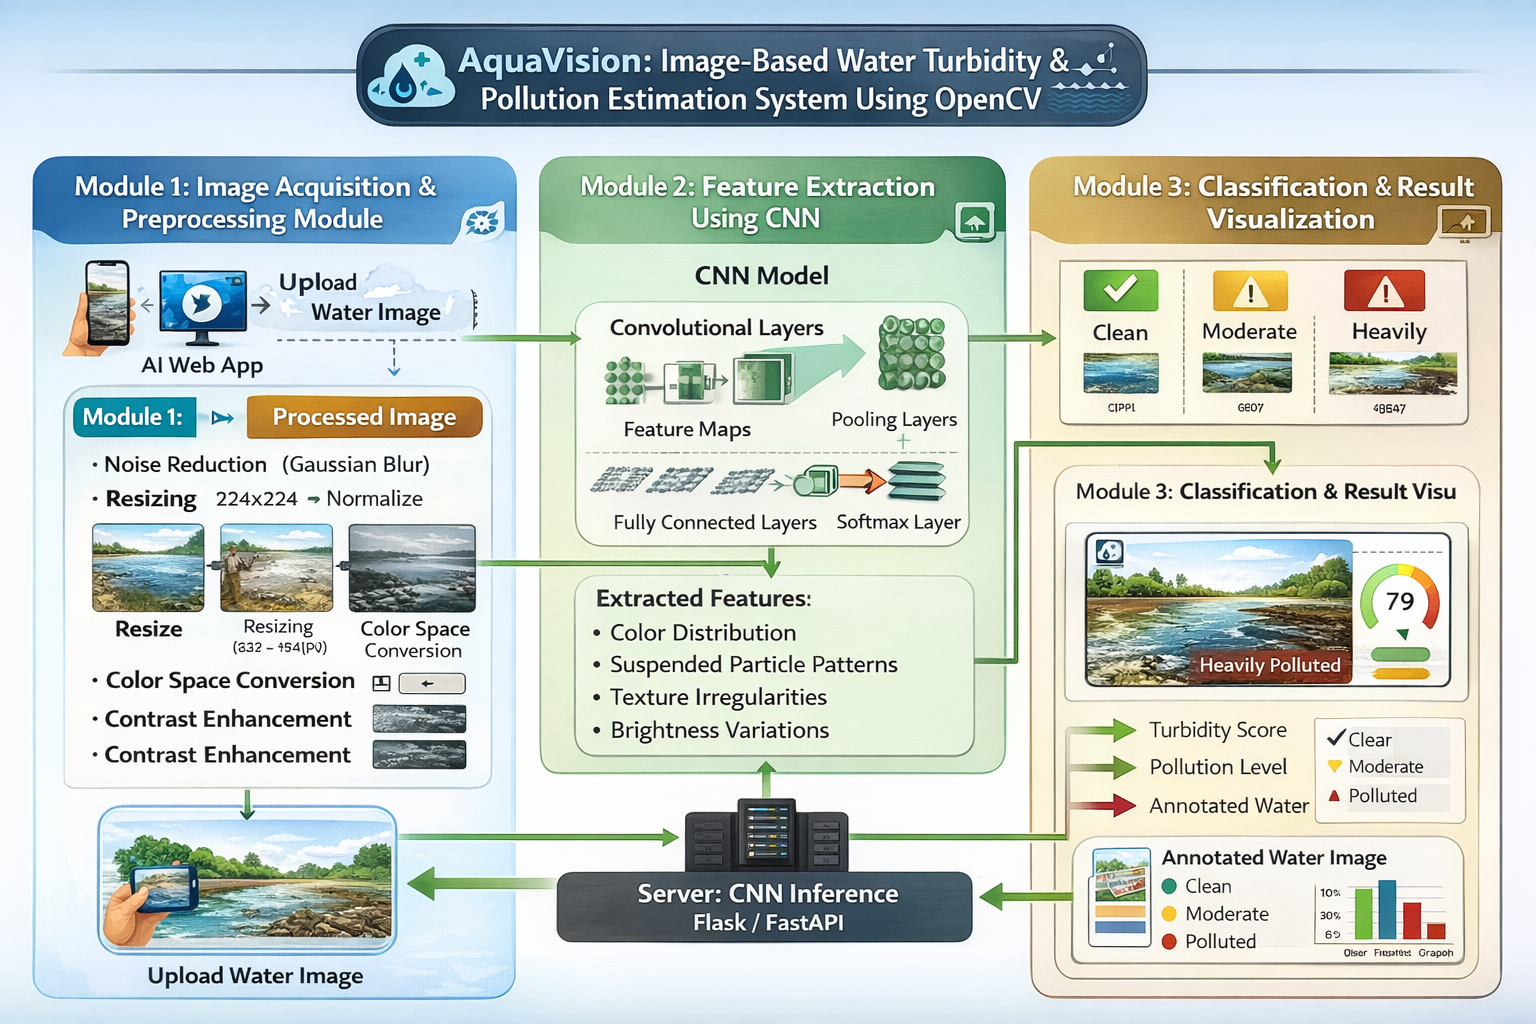 AquaVision: Image-Based Water Turbidity &
Pollution Estimation System Using OpenCV
Module 1: Image Acquisition &
Preprocessing Module
Upload
Water Image
AI Web App
Module 1:
Processed Image
• Noise Reduction (Gaussian Blur)
• Resizing 224x224 → Normalize
Resize
Resizing
Color Space
Conversion
• Color Space Conversion
• Contrast Enhancement
• Contrast Enhancement
Upload Water Image
Module 2: Feature Extraction
Using CNN
CNN Model
Convolutional Layers
Feature Maps
Pooling Layers
+
Fully Connected Layers
Softmax Layer
Extracted Features:
• Color Distribution
• Suspended Particle Patterns
• Texture Irregularities
• Brightness Variations
Server: CNN Inference
Flask / FastAPI
Module 3: Classification & Result
Visualization
Clean
Moderate
Heavily
Module 3: Classification & Result Visu
79
Heavily Polluted
Turbidity Score
Pollution Level
Annotated Water
Clear
Moderate
Polluted
Annotated Water Image
Clean
Moderate
Polluted
10%
30%